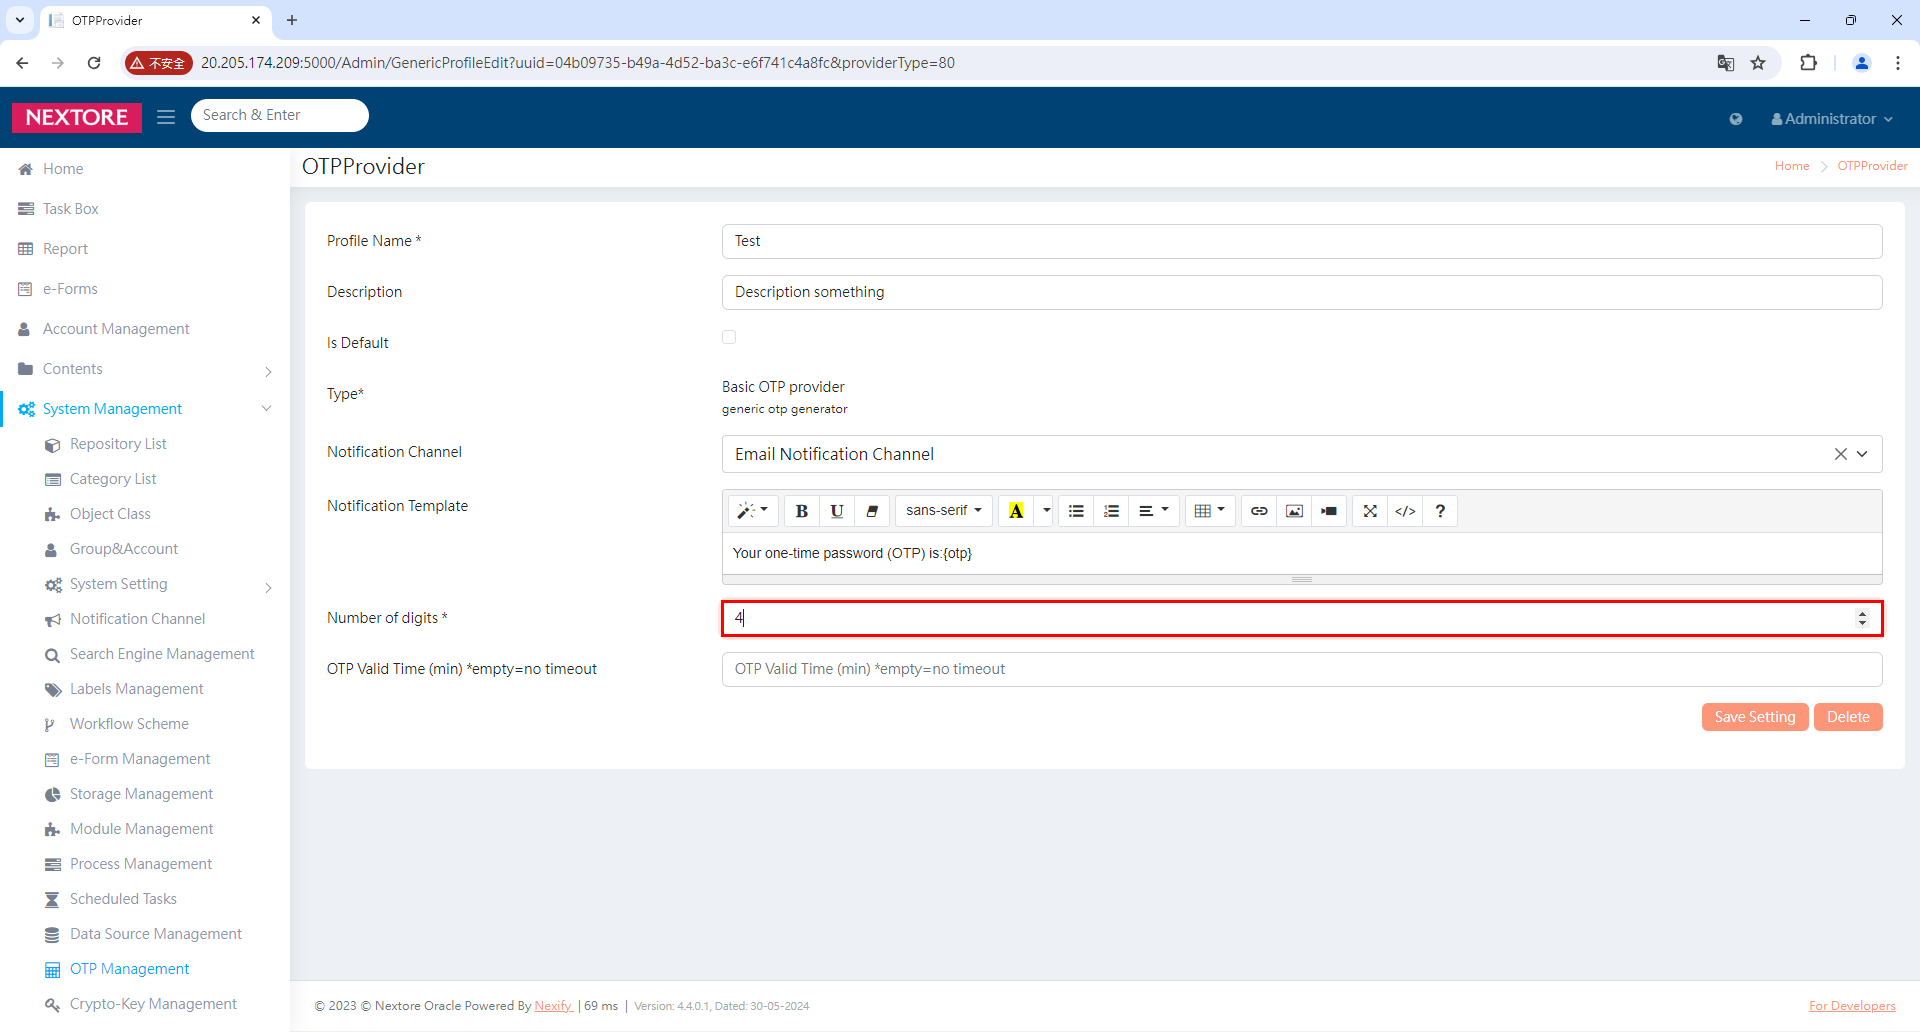 OTPProvider
不安全
20.205.174.209:5000/Admin/GenericProfileEdit?uuid=04b09735-b49a-4d52-ba3c-e6f741c4a8fc&providerType=80
NEXTORE
Search & Enter
Administrator
Home
Task Box
Report
e-Forms
Account Management
Contents
System Management
Repository List
Category List
Object Class
Group&Account
System Setting
Notification Channel
Search Engine Management
Labels Management
Workflow Scheme
e-Form Management
Storage Management
Module Management
Process Management
Scheduled Tasks
Data Source Management
OTP Management
Crypto-Key Management
OTPProvider
Home
OTPProvider
Profile Name *
Test
Description
Description something
Is Default
Type*
Basic OTP provider
generic otp generator
Notification Channel
Email Notification Channel
Notification Template
B U sans-serif A </> ?
Your one-time password (OTP) is:{otp}
Number of digits *
4
OTP Valid Time (min) *empty=no timeout
OTP Valid Time (min) *empty=no timeout
Save Setting
Delete
© 2023 © Nextore Oracle Powered By Nexify | 69 ms | Version: 4.4.0.1, Dated: 30-05-2024
For Developers